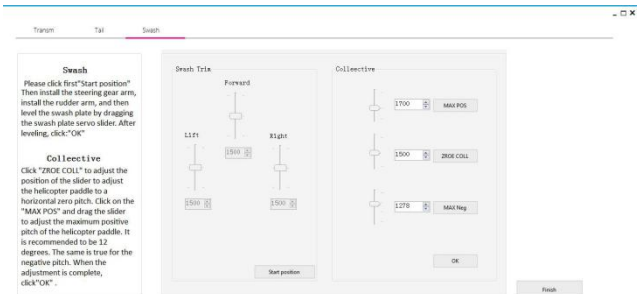 Transm Tail Swash
Swash
Please click first"Start position"
Then install the steering gear arm,
install the rudder arm, and then
level the swash plate by dragging
the swash plate servo slider. After
leveling, click:"OK"
Colleective
Click "ZROE COLL" to adjust the
position of the slider to adjust
the helicopter paddle to a
horizontal zero pitch. Click on the
"MAX POS" and drag the slider
to adjust the maximum positive
pitch of the helicopter paddle. It
is recommended to be 12
degrees. The same is true for the
negative pitch. When the
adjustment is complete,
click"OK" .
Swash Trim
Forward
1500
Lift
Right
1500
1500
Start position
Colleective
1700
MAX POS
1500
ZROE COLL
1278
MAX Neg
OK
Finish